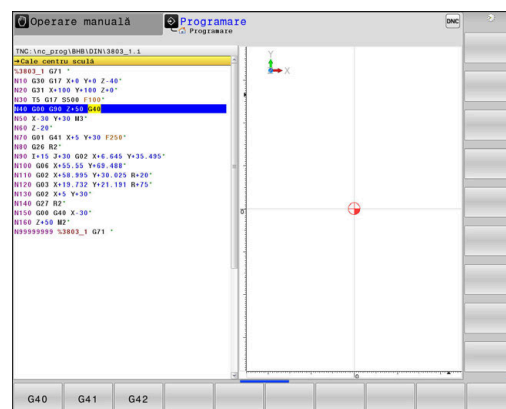 Operare manuală
Programare
Programare
DNC
TNC:\nc_prog\BHB\DIN\3803_1.i
→Cale centru sculă
%3803_1 G71 *
N10 G30 G17 X+0 Y+0 Z-40*
N20 G31 X+100 Y+100 Z+0*
N30 T5 G17 S500 F100*
N40 G00 G90 Z+50 G40
N50 X-30 Y+30 M3*
N60 Z-20*
N70 G01 G41 X+5 Y+30 F250*
N80 G26 R2*
N90 I+15 J+30 G02 X+6.645 Y+35.495*
N100 G06 X+55.55 Y+69.488*
N110 G02 X+58.995 Y+30.025 R+20*
N120 G03 X+19.732 Y+21.191 R+75*
N130 G02 X+5 Y+30*
N140 G27 R2*
N150 G00 G40 X-30*
N160 Z+50 M2*
N99999999 %3803_1 G71 *
Y
X
0
0
G40 G41 G42